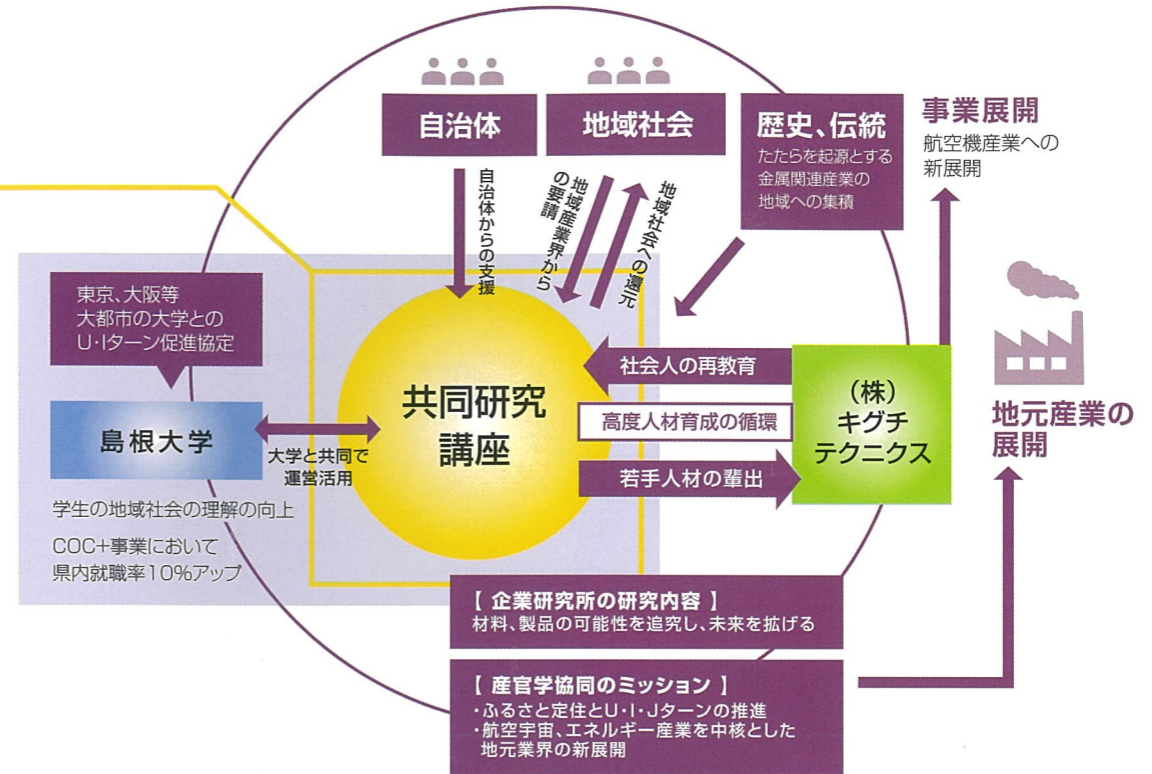 自治体
地域社会
歴史、伝統
たたらを起源とする
金属関連産業の
地域への集積
事業展開
航空機産業への
新展開
自治体からの支援
地域産業界から
の要請
地域社会への還元
東京、大阪等
大都市の大学との
U・Iターン促進協定
島根大学
大学と共同で
運営活用
共同研究
講座
社会人の再教育
高度人材育成の循環
若手人材の輩出
(株)
キグチ
テクニクス
地元産業の
展開
学生の地域社会の理解の向上
COC+事業において
県内就職率10%アップ
【 企業研究所の研究内容 】
材料、製品の可能性を追究し、未来を拡げる
【 産官学協同のミッション 】
・ふるさと定住とU・I・Jターンの推進
・航空宇宙、エネルギー産業を中核とした
地元業界の新展開